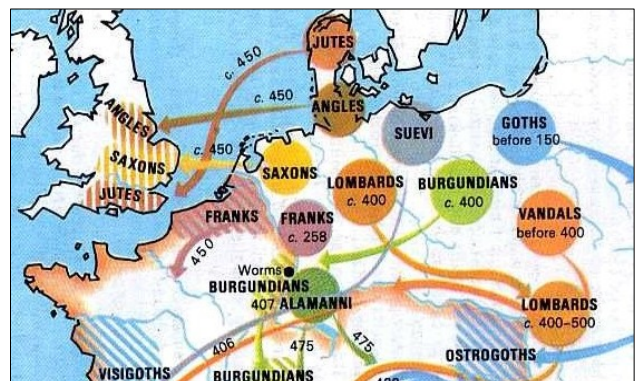 JUTES
c. 450
c. 450
ANGLES
ANGLES
SUEVI
GOTHS
before 150
c. 450
SAXONS
SAXONS
LOMBARDS
c. 400
BURGUNDIANS
c. 400
JUTES
FRANKS
FRANKS
c. 258
VANDALS
before 400
450
Worms
BURGUNDIANS
407
ALAMANNI
LOMBARDS
c. 400–500
406
475
475
OSTROGOTHS
VISIGOTHS
BURGUNDIANS